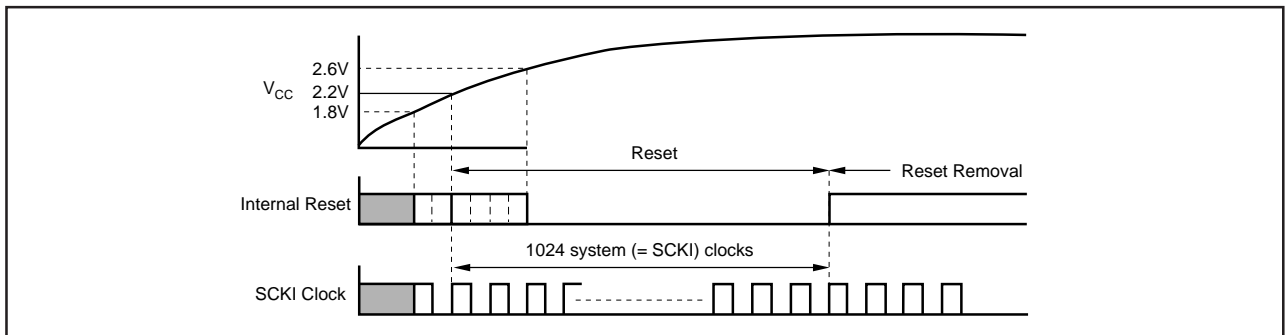 2.6V
V_CC 2.2V
1.8V
Reset
Reset Removal
Internal Reset
1024 system (= SCKI) clocks
SCKI Clock